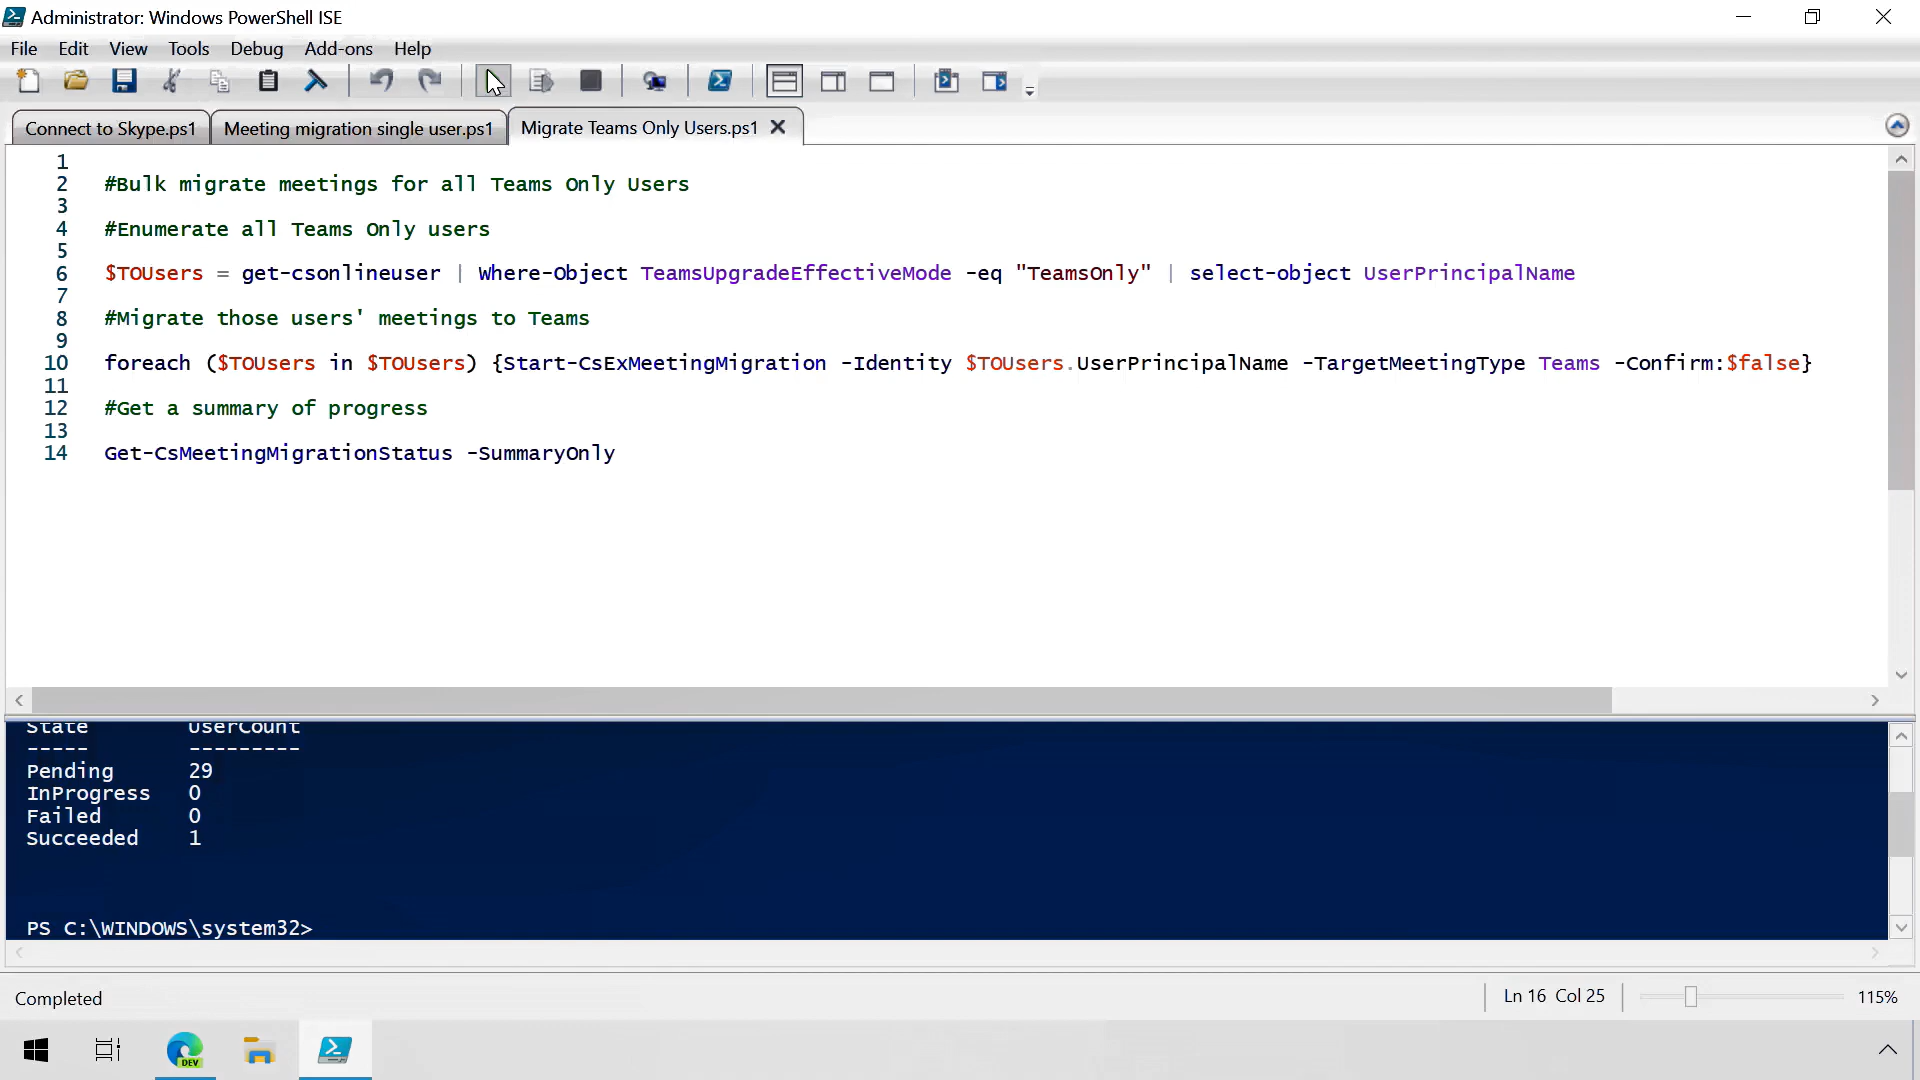 Administrator: Windows PowerShell ISE
File Edit View Tools Debug Add-ons Help
Connect to Skype.ps1 Meeting migration single user.ps1 Migrate Teams Only Users.ps1
1
2 #Bulk migrate meetings for all Teams Only Users
3
4 #Enumerate all Teams Only users
5
6 $TOUsers = get-csonlineuser | Where-Object TeamsUpgradeEffectiveMode -eq "TeamsOnly" | select-object UserPrincipalName
7
8 #Migrate those users' meetings to Teams
9
10 foreach ($TOUsers in $TOUsers) {Start-CsExMeetingMigration -Identity $TOUsers.UserPrincipalName -TargetMeetingType Teams -Confirm:$false}
11
12 #Get a summary of progress
13
14 Get-CsMeetingMigrationStatus -SummaryOnly
State UserCount
----- ---------
Pending 29
InProgress 0
Failed 0
Succeeded 1
PS C:\WINDOWS\system32>
Completed Ln 16 Col 25 115%
DEV